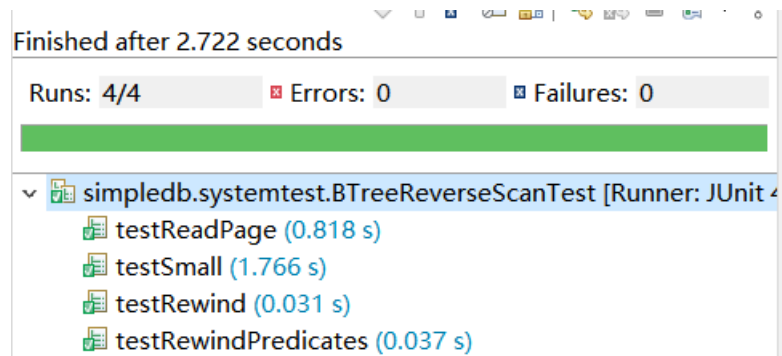 Finished after 2.722 seconds
Runs: 4/4 Errors: 0 Failures: 0
simpledb.systemtest.BTreeReverseScanTest [Runner: JUnit 4
testReadPage (0.818 s)
testSmall (1.766 s)
testRewind (0.031 s)
testRewindPredicates (0.037 s)